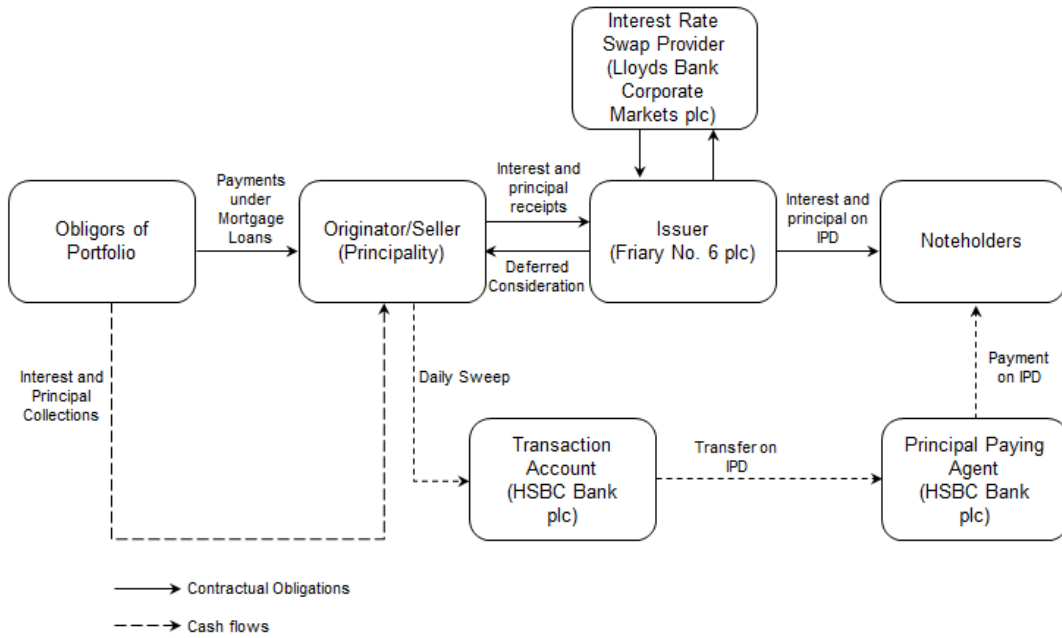 Interest Rate
Swap Provider
(Lloyds Bank
Corporate
Markets plc)
Payments
under
Mortgage
Loans
Interest and
principal
receipts
Interest and
principal on
IPD
Obligors of
Portfolio
Originator/Seller
(Principality)
Issuer
(Friary No. 6 plc)
Noteholders
Deferred
Consideration
Interest and
Principal
Collections
Daily Sweep
Payment
on IPD
Transaction
Account
(HSBC Bank
plc)
Transfer on
IPD
Principal Paying
Agent
(HSBC Bank
plc)
Contractual Obligations
Cash flows